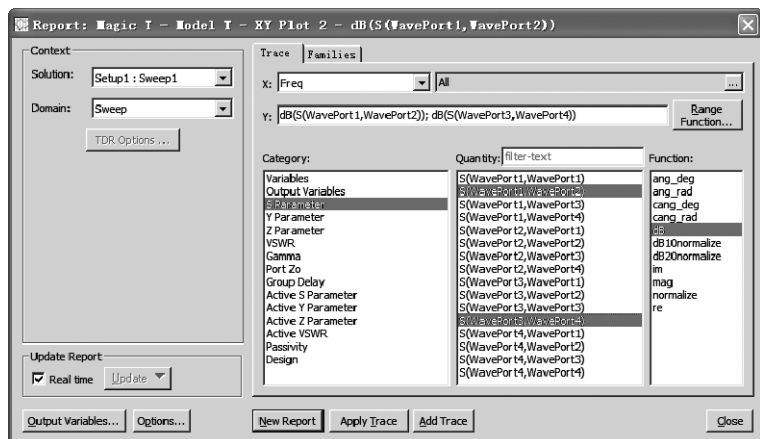 Report: Magic T - Model T - XY Plot 2 - dB(S(WavePort1,WavePort2))
Context
Solution: Setup1 : Sweep1
Domain: Sweep
TDR Options ...
Update Report
Real time Update
Output Variables... Options...
Trace Families
X: Freq All ...
Y: dB(S(WavePort1,WavePort2)); dB(S(WavePort3,WavePort4)) Range Function...
Category:
Variables
Output Variables
S Parameter
Y Parameter
Z Parameter
VSWR
Gamma
Port Zo
Group Delay
Active S Parameter
Active Y Parameter
Active Z Parameter
Active VSWR
Passivity
Design
Quantity: filter-text
S(WavePort1,WavePort1)
S(WavePort1,WavePort2)
S(WavePort1,WavePort3)
S(WavePort1,WavePort4)
S(WavePort2,WavePort1)
S(WavePort2,WavePort2)
S(WavePort2,WavePort3)
S(WavePort2,WavePort4)
S(WavePort3,WavePort1)
S(WavePort3,WavePort2)
S(WavePort3,WavePort3)
S(WavePort3,WavePort4)
S(WavePort4,WavePort1)
S(WavePort4,WavePort2)
S(WavePort4,WavePort3)
S(WavePort4,WavePort4)
Function:
ang_deg
ang_rad
cang_deg
cang_rad
dB
dB10normalize
dB20normalize
im
mag
normalize
re
New Report Apply Trace Add Trace Close